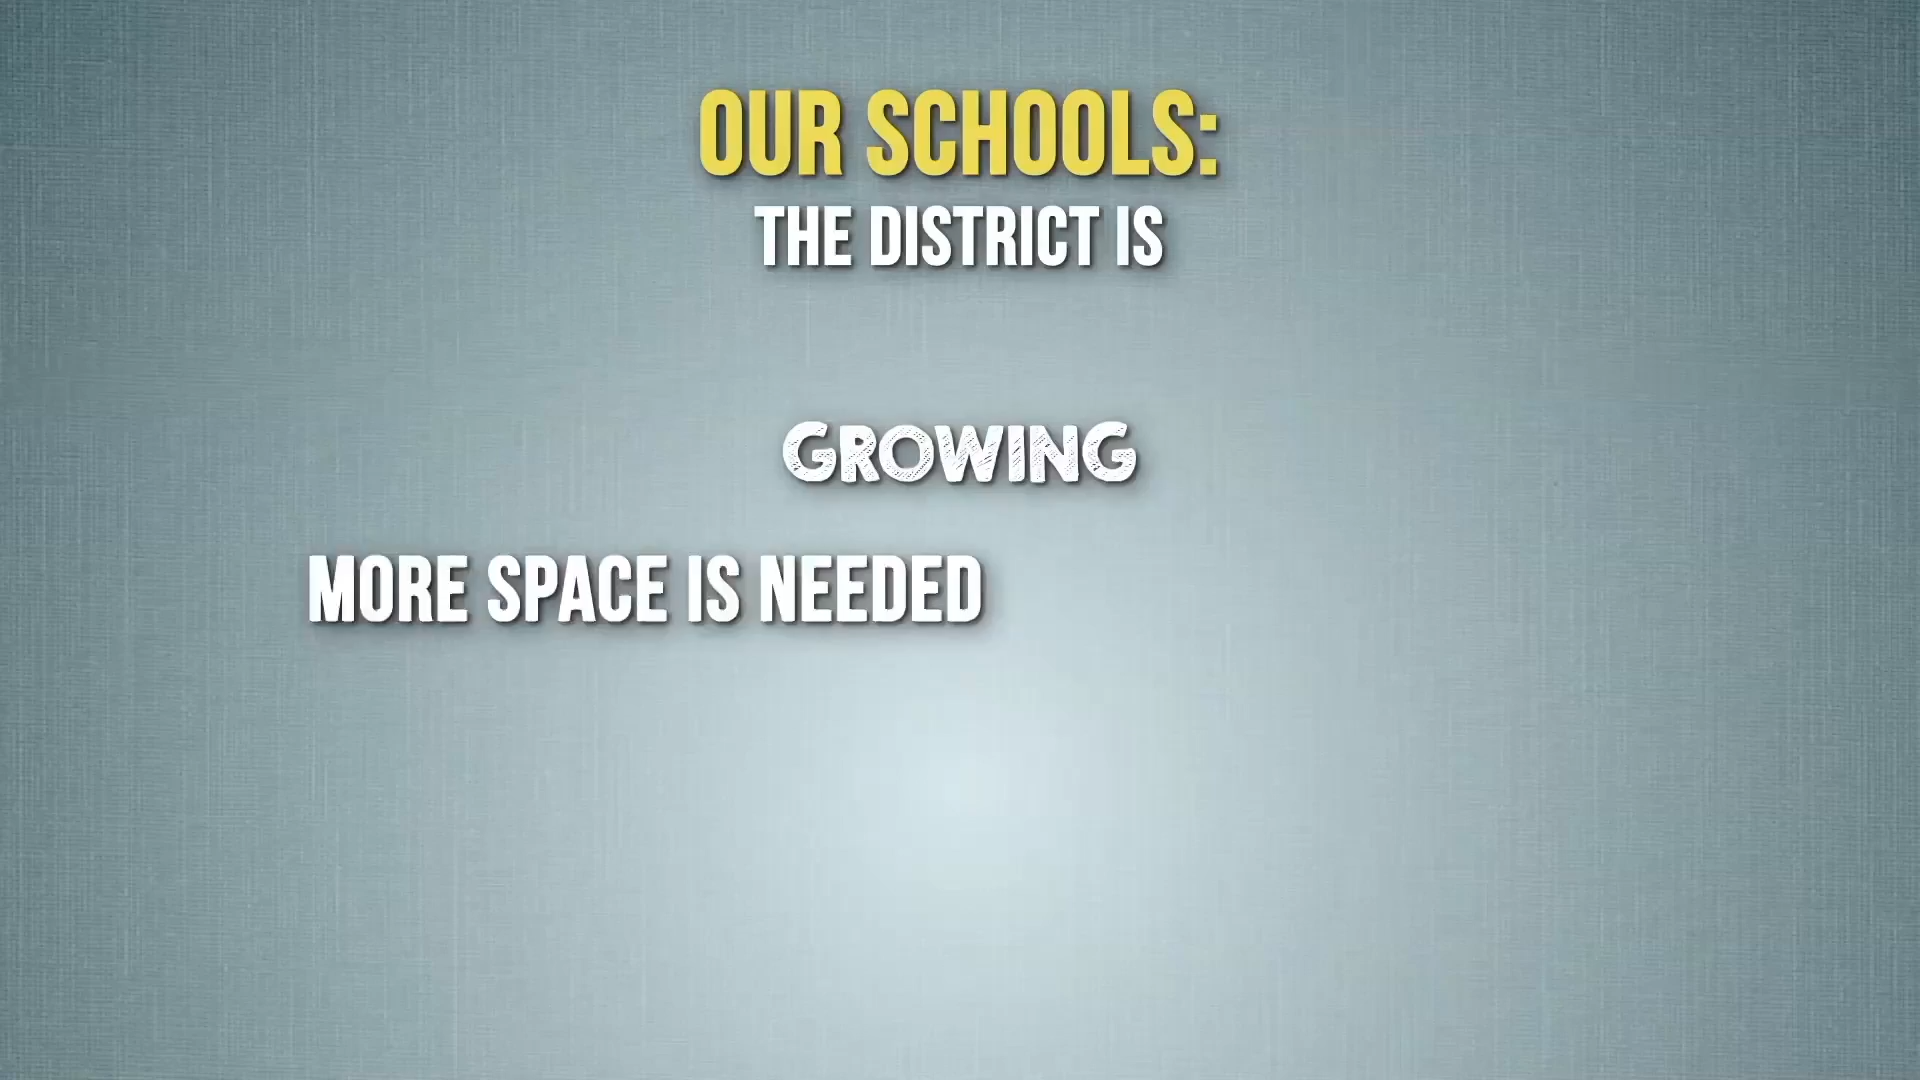 OUR SCHOOLS:
THE DISTRICT IS
GROWING
MORE SPACE IS NEEDED